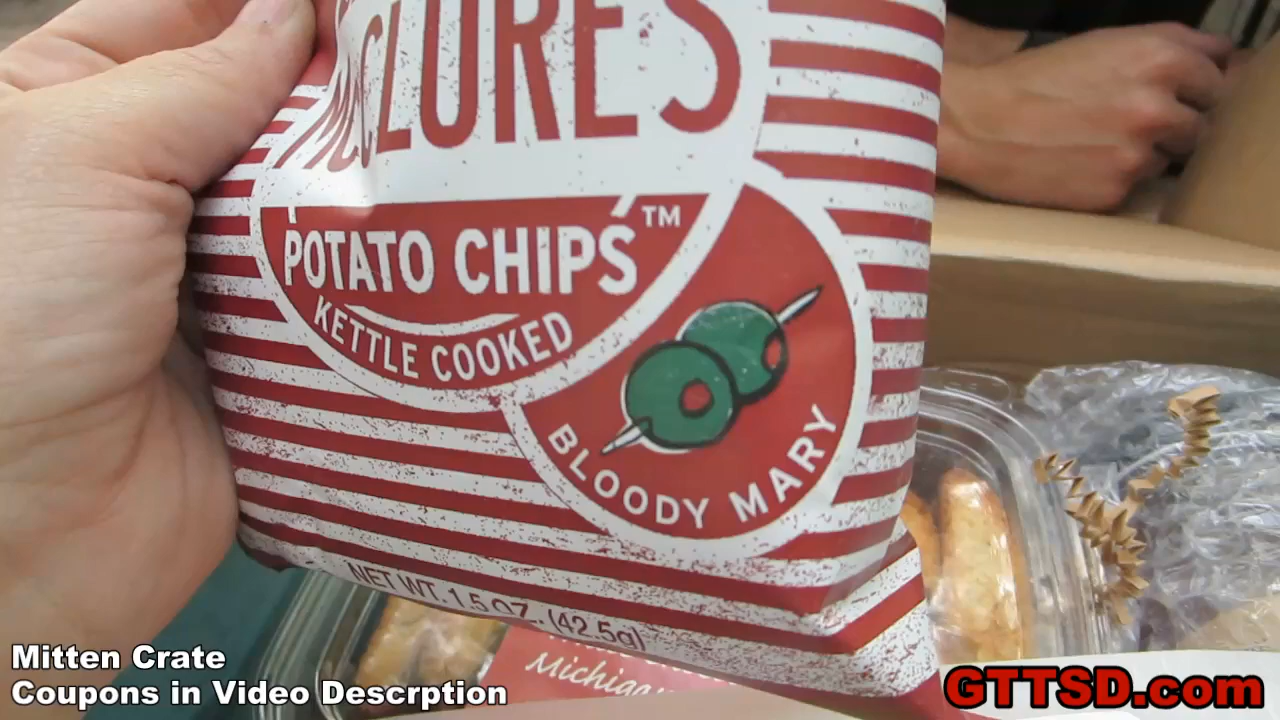 McCLURE'S
POTATO CHIPS™
KETTLE COOKED
BLOODY MARY
NET WT. 1.5 OZ. (42.5g)
Mitten Crate
Coupons in Video Descrption
GTTSD.com